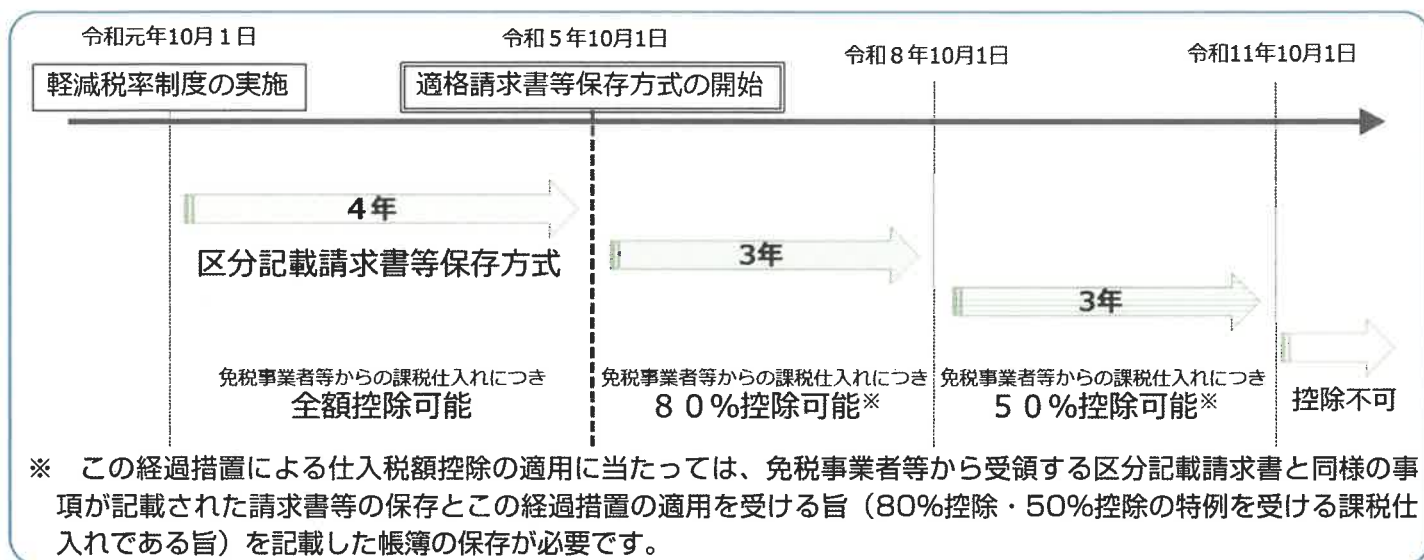 令和元年10月1日
令和5年10月1日
令和8年10月1日
令和11年10月1日
軽減税率制度の実施
適格請求書等保存方式の開始
4年
区分記載請求書等保存方式
3年
3年
免税事業者等からの課税仕入れにつき
全額控除可能
免税事業者等からの課税仕入れにつき
80%控除可能※
免税事業者等からの課税仕入れにつき
50%控除可能※
控除不可
※ この経過措置による仕入税額控除の適用に当たっては、免税事業者等から受領する区分記載請求書と同様の事
項が記載された請求書等の保存とこの経過措置の適用を受ける旨（80%控除・50%控除の特例を受ける課税仕
入れである旨）を記載した帳簿の保存が必要です。